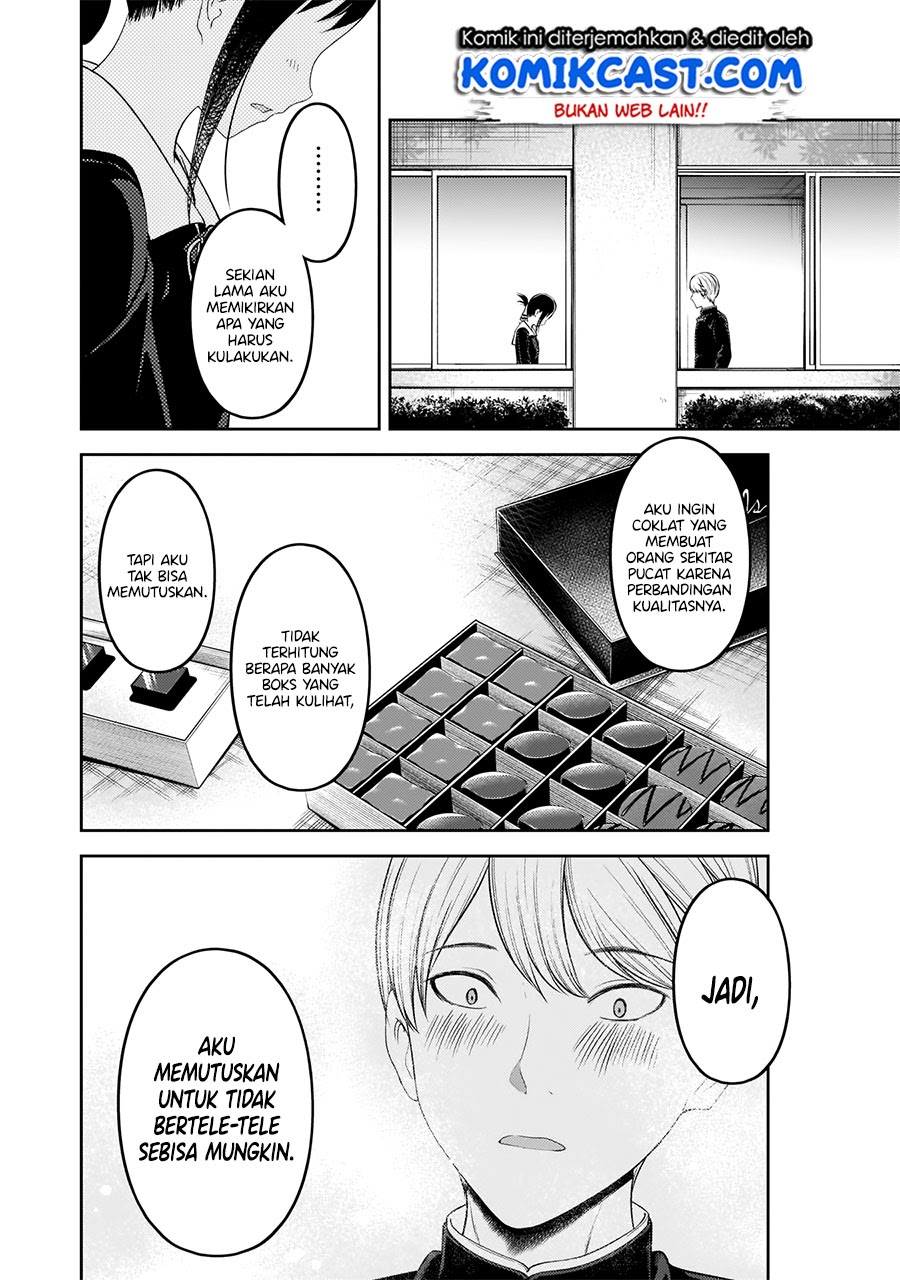 Komik ini diterjemahkan & diedit oleh
KOMIKCAST.COM
BUKAN WEB LAIN!!
.......
SEKIAN
LAMA AKU
MEMIKIRKAN
APA YANG
HARUS
KULAKUKAN.
AKU INGIN
COKLAT YANG
MEMBUAT
ORANG SEKITAR
PUCAT KARENA
PERBANDINGAN
KUALITASNYA.
TIDAK
TERHITUNG
BERAPA BANYAK
BOKS YANG
TELAH KULIHAT,
TAPI AKU
TAK BISA
MEMUTUSKAN.
JADI,
AKU
MEMUTUSKAN
UNTUK TIDAK
BERTELE-TELE
SEBISA MUNGKIN.